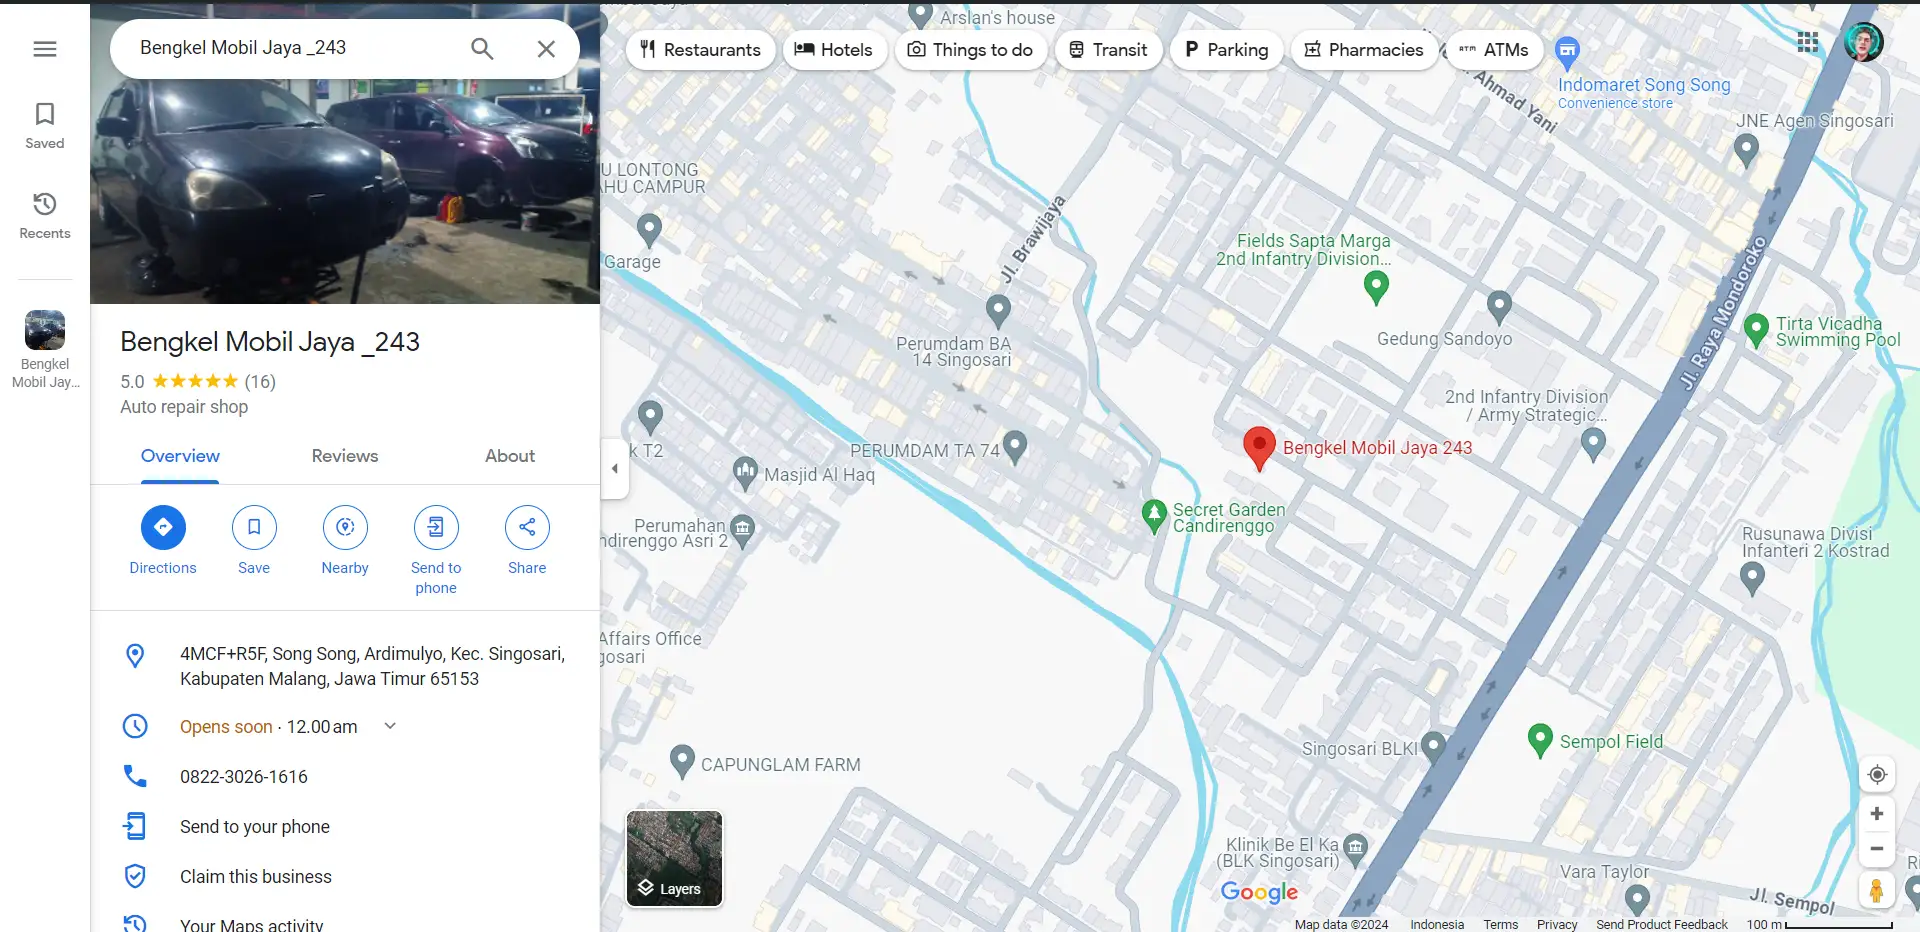 Bengkel Mobil Jaya _243
Saved
Recents
Bengkel
Mobil Jay...
Bengkel Mobil Jaya _243
5.0 (16)
Auto repair shop
Overview
Reviews
About
Directions
Save
Nearby
Send to
phone
Share
4MCF+R5F, Song Song, Ardimulyo, Kec. Singosari,
Kabupaten Malang, Jawa Timur 65153
Opens soon · 12.00 am
0822-3026-1616
Send to your phone
Claim this business
Your Maps activity
Restaurants
Hotels
Things to do
Transit
Parking
Pharmacies
ATMs
Arslan's house
Ahmad Yani
Indomaret Song Song
Convenience store
JNE Agen Singosari
U LONTONG
AHU CAMPUR
Garage
Jl. Brawijaya
Fields Sapta Marga
2nd Infantry Division...
Gedung Sandoyo
Jl. Raya Mondoroko
Tirta Vicadha
Swimming Pool
Perumdam BA
14 Singosari
2nd Infantry Division
/ Army Strategic...
k T2
PERUMDAM TA 74
Masjid Al Haq
Bengkel Mobil Jaya 243
Secret Garden
Candirenggo
Perumahan
ndirenggo Asri 2
Rusunawa Divisi
Infanteri 2 Kostrad
Affairs Office
gosari
CAPUNGLAM FARM
Singosari BLKI
Sempol Field
Klinik Be El Ka
(BLK Singosari)
Vara Taylor
Jl. Sempol
Ri
Layers
Google
Map data ©2024
Indonesia
Terms
Privacy
Send Product Feedback
100 m